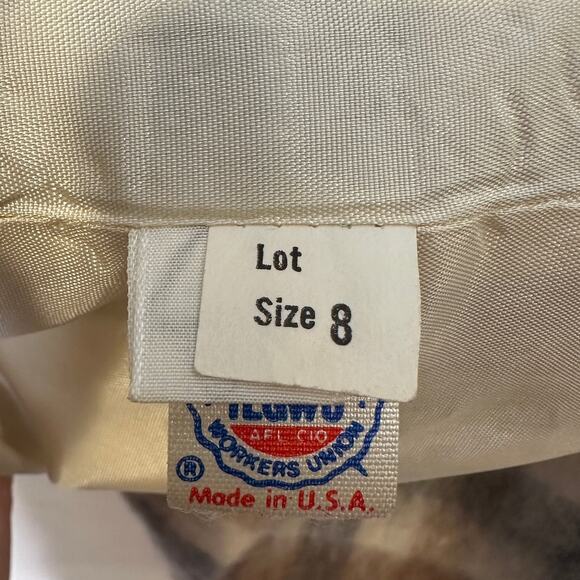 Lot
Size 8
ILGWU
AFL CIO
WORKERS UNION
®
Made in U.S.A.